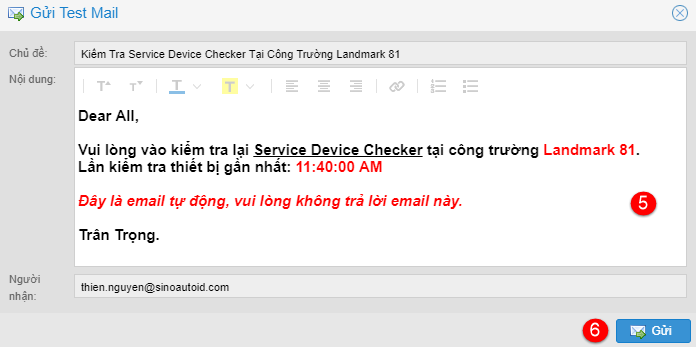 Gửi Test Mail
Chủ đề:
Kiểm Tra Service Device Checker Tại Công Trường Landmark 81
Nội dung:
T T T T
Dear All,
Vui lòng vào kiểm tra lại Service Device Checker tại công trường Landmark 81.
Lần kiểm tra thiết bị gần nhất: 11:40:00 AM
Đây là email tự động, vui lòng không trả lời email này.
5
Trân Trọng.
Người
nhận:
thien.nguyen@sinoautoid.com
6
Gửi